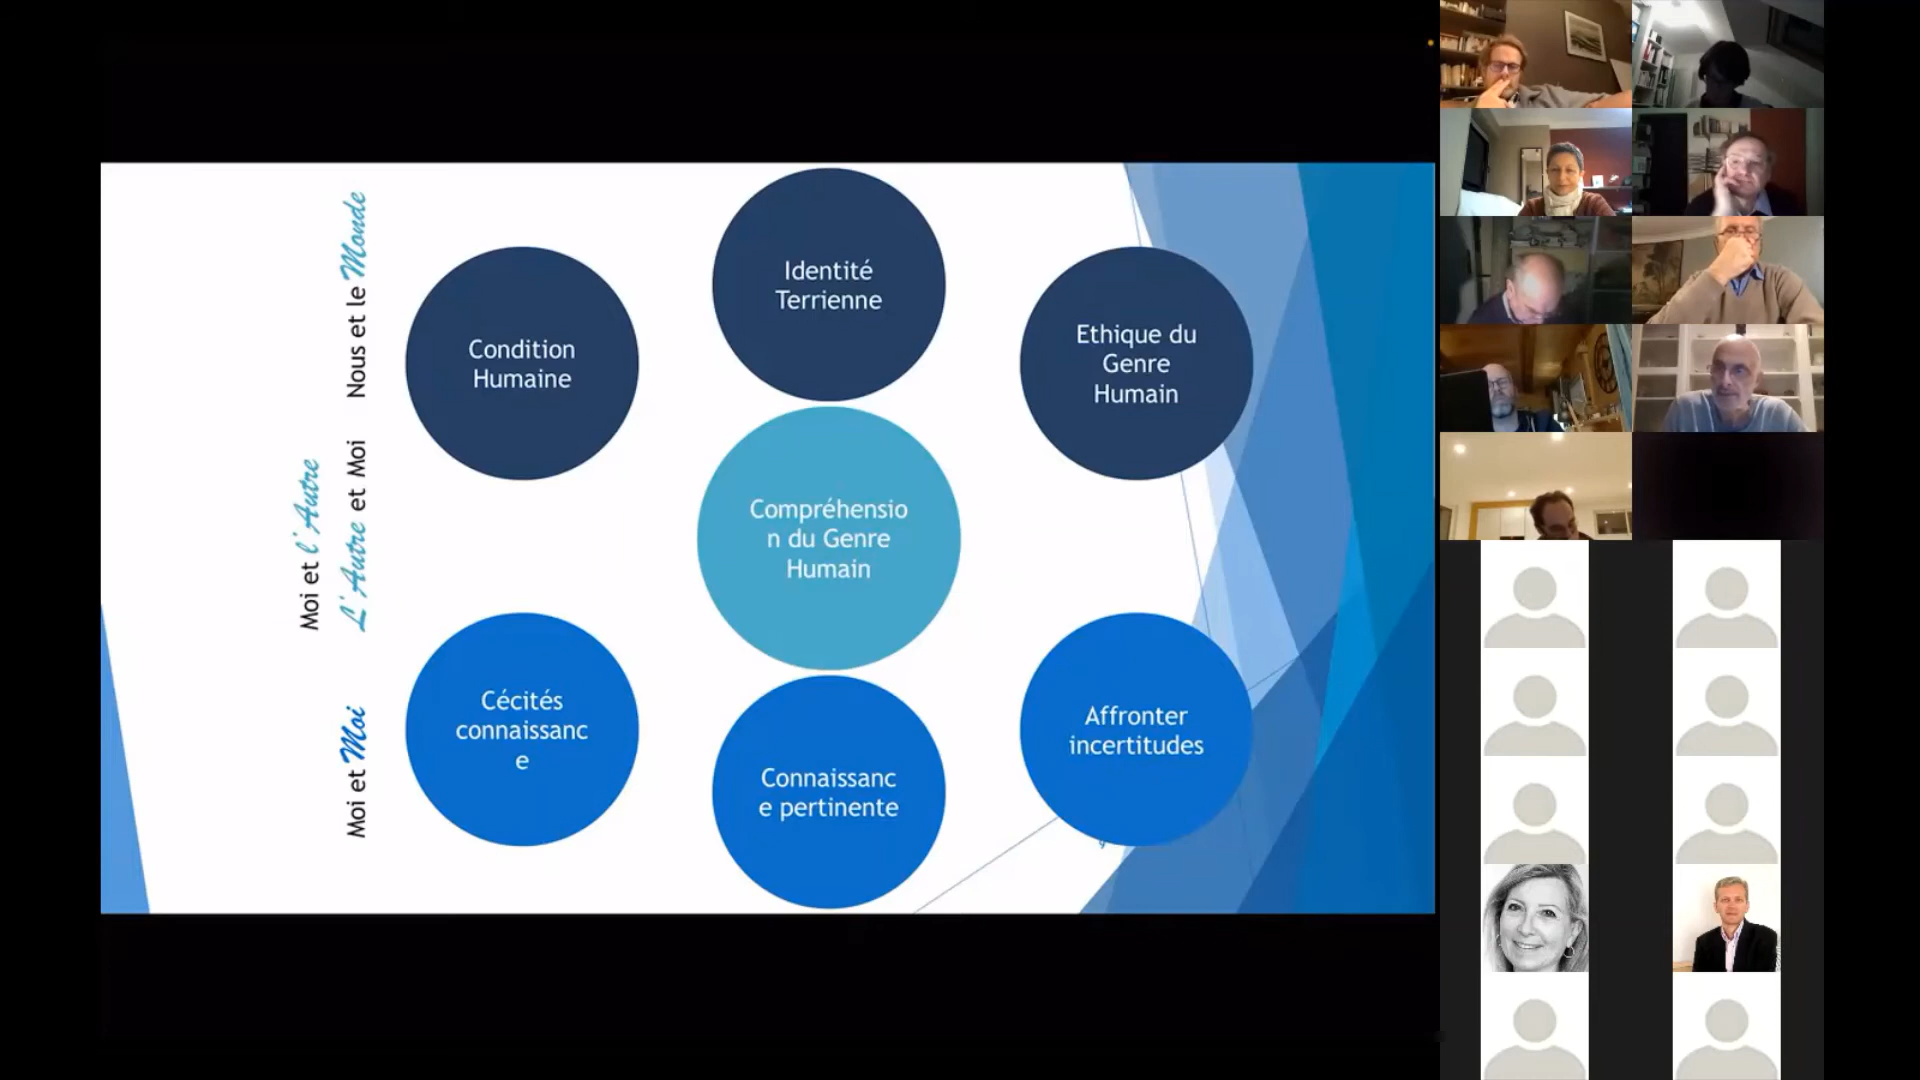 Nous et le Monde
Moi et l'Autre
L'Autre et Moi
Moi et Moi
Condition
Humaine
Identité
Terrienne
Ethique du
Genre
Humain
Compréhensio
n du Genre
Humain
Cécités
connaissanc
e
Connaissanc
e pertinente
Affronter
incertitudes